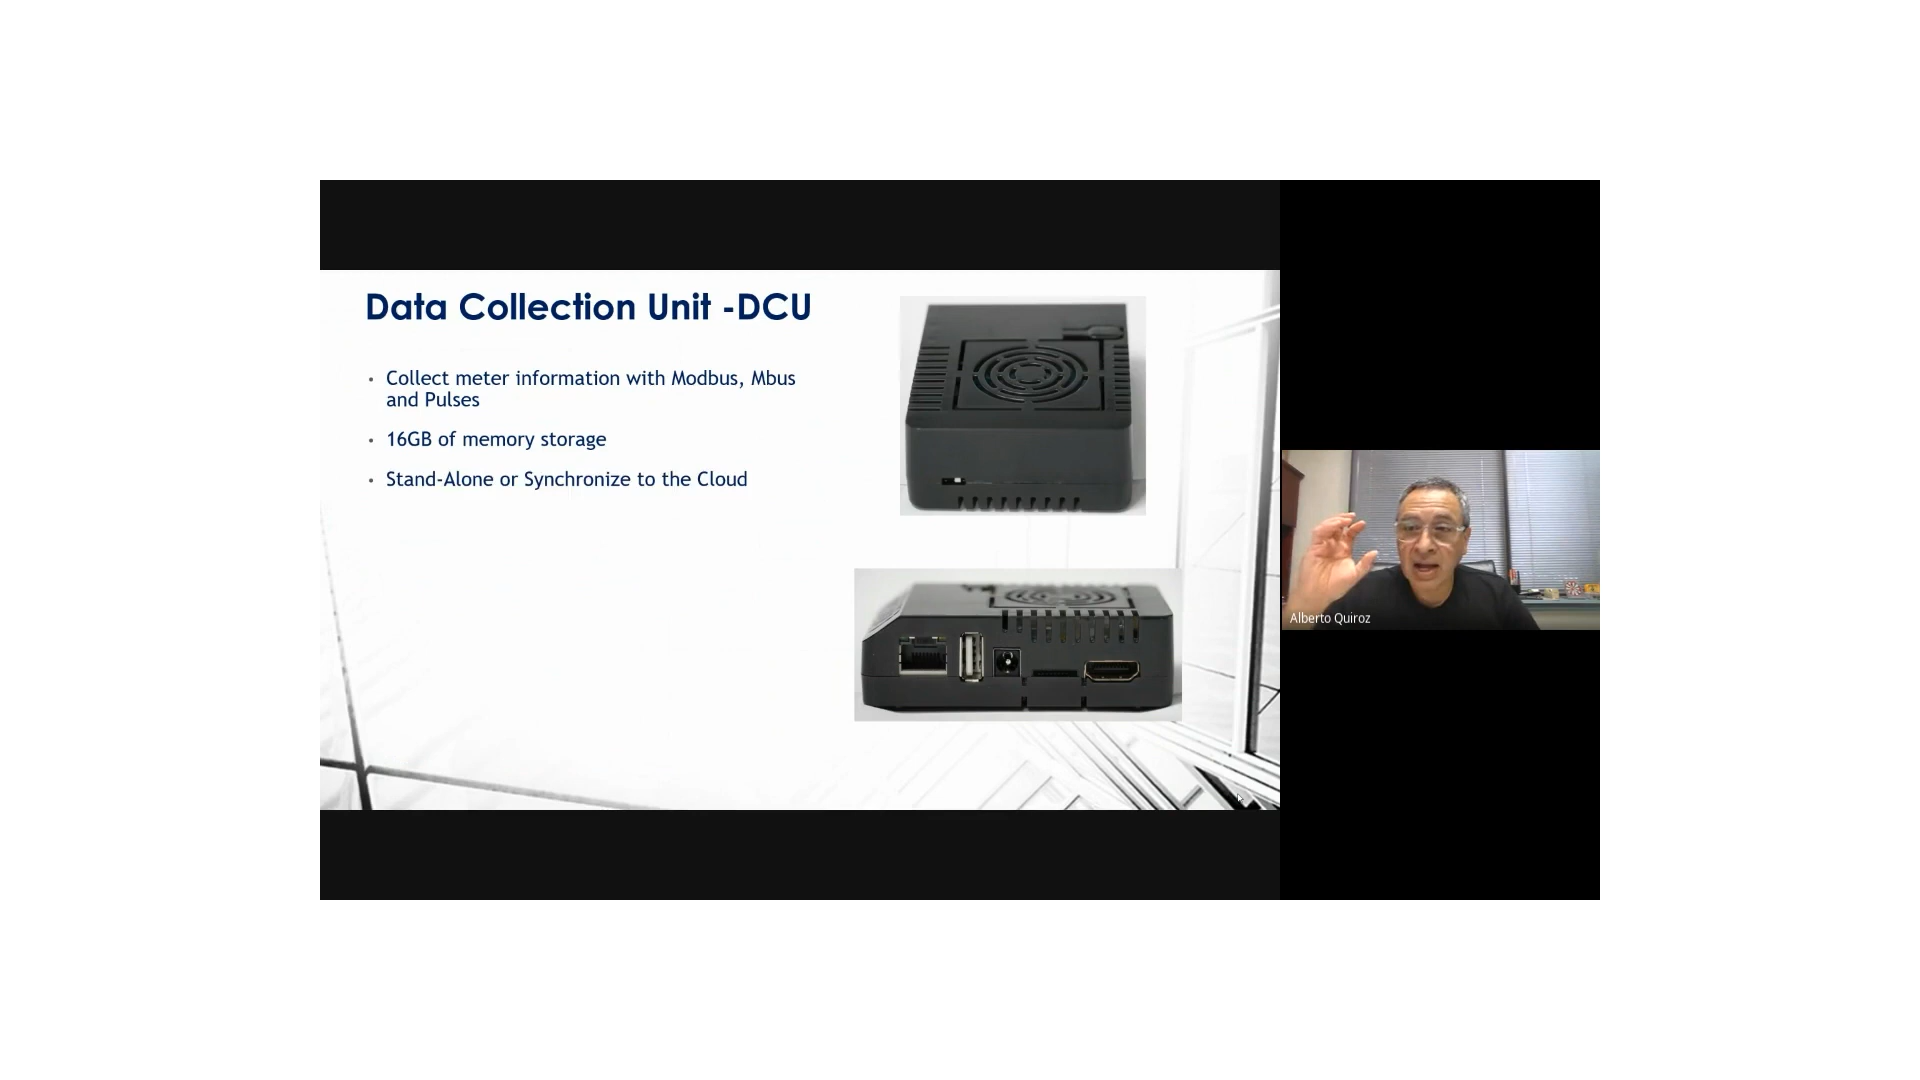 Data Collection Unit -DCU
• Collect meter information with Modbus, Mbus
and Pulses
• 16GB of memory storage
• Stand-Alone or Synchronize to the Cloud
Alberto Quiroz